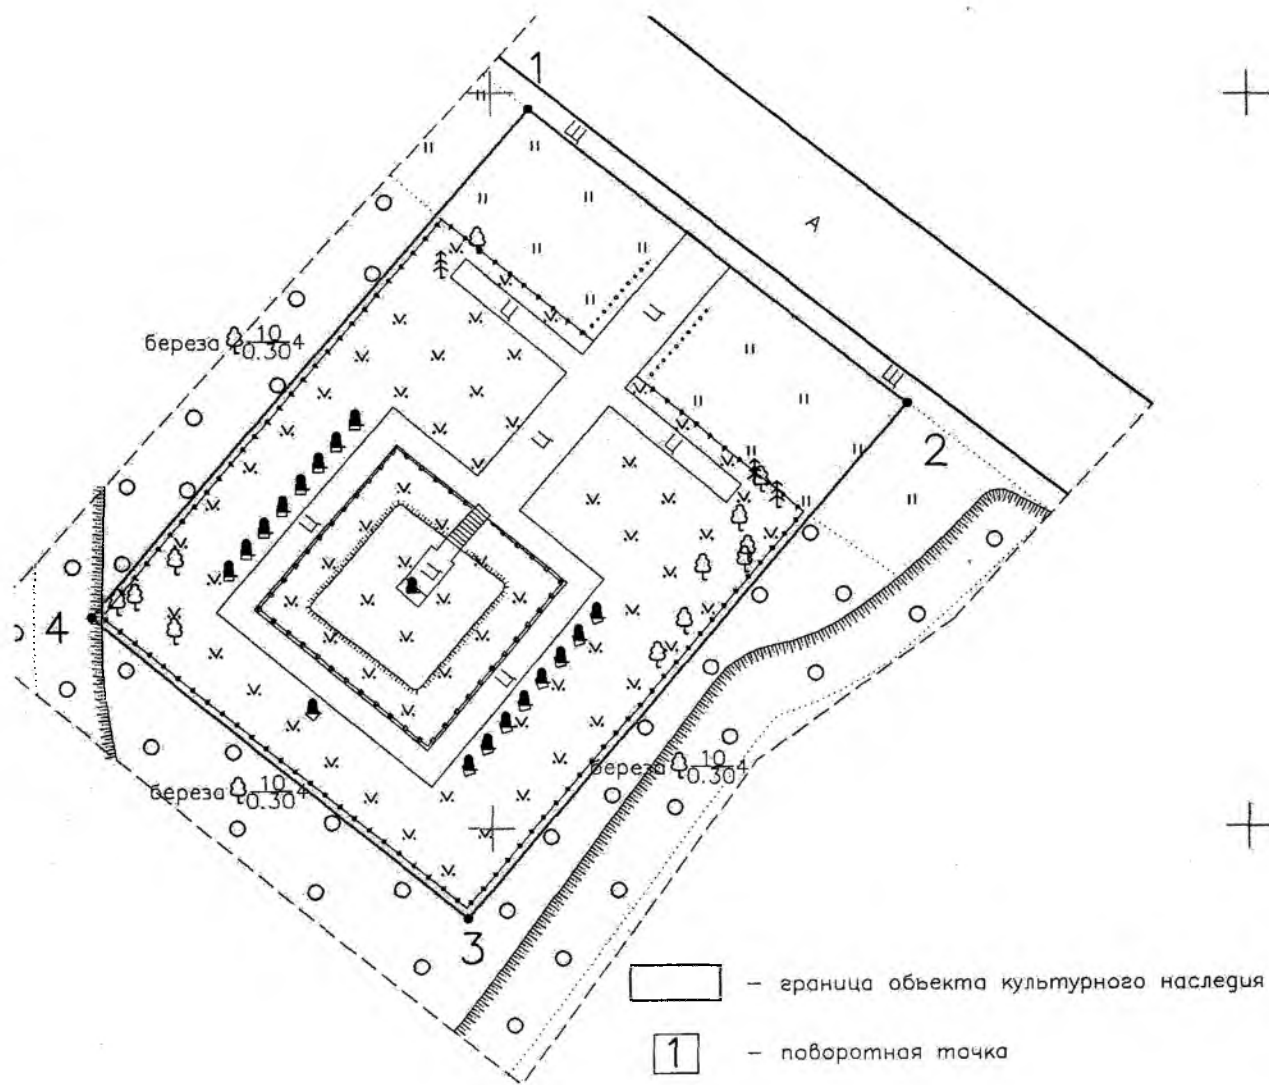 1
Щ
А
Ц
Ц
береза 10/0.30 4
Щ
Ц
Ц
2
Ц
Ц
4
Ц
береза 10/0.30 4
береза 10/0.30 4
3
– граница объекта культурного наследия
1 – поворотная точка